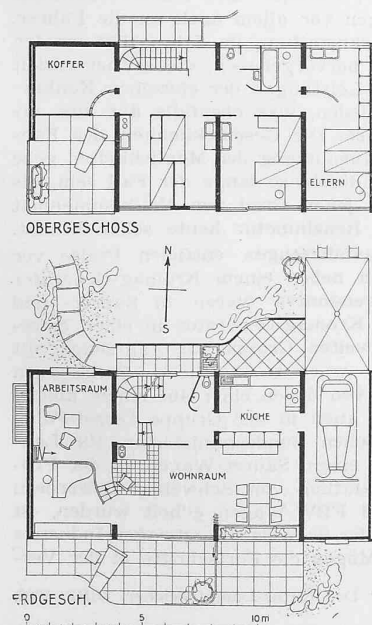 KOFFER
ELTERN
OBERGESCHOSS
N
S
ARBEITSRAUM
KÜCHE
WOHNRAUM
ERDGESCH.
0 5 10m